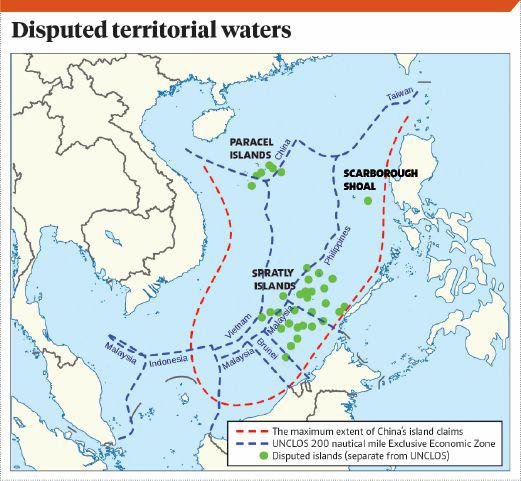 Disputed territorial waters
Taiwan
PARACEL
ISLANDS
China
SCARBOROUGH
SHOAL
Philippines
SPRATLY
ISLANDS
Vietnam
Malaysia
Malaysia
Indonesia
Malaysia
Brunei
The maximum extent of China's island claims
UNCLOS 200 nautical mile Exclusive Economic Zone
Disputed islands (separate from UNCLOS)